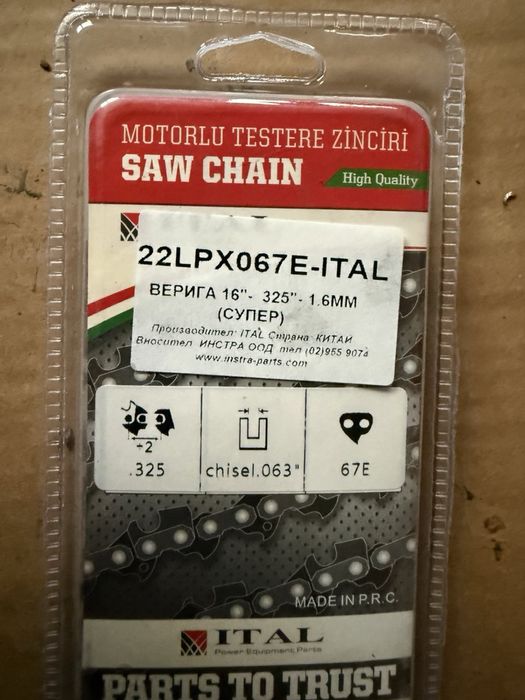 MOTORLU TESTERE ZİNCİRİ
SAW CHAIN
High Quality
22LPX067E-ITAL
ВЕРИГА 16"- 325"- 1.6ММ
(СУПЕР)
Производител: ITAL Страна: КИТАЙ
Вносител: ИНСТРА ООД тел.(02)955 9074
www.instra-parts.com
÷2
.325
chisel.063"
67E
MADE IN P.R.C.
ITAL
Power Equipment Parts
PARTS TO TRUST